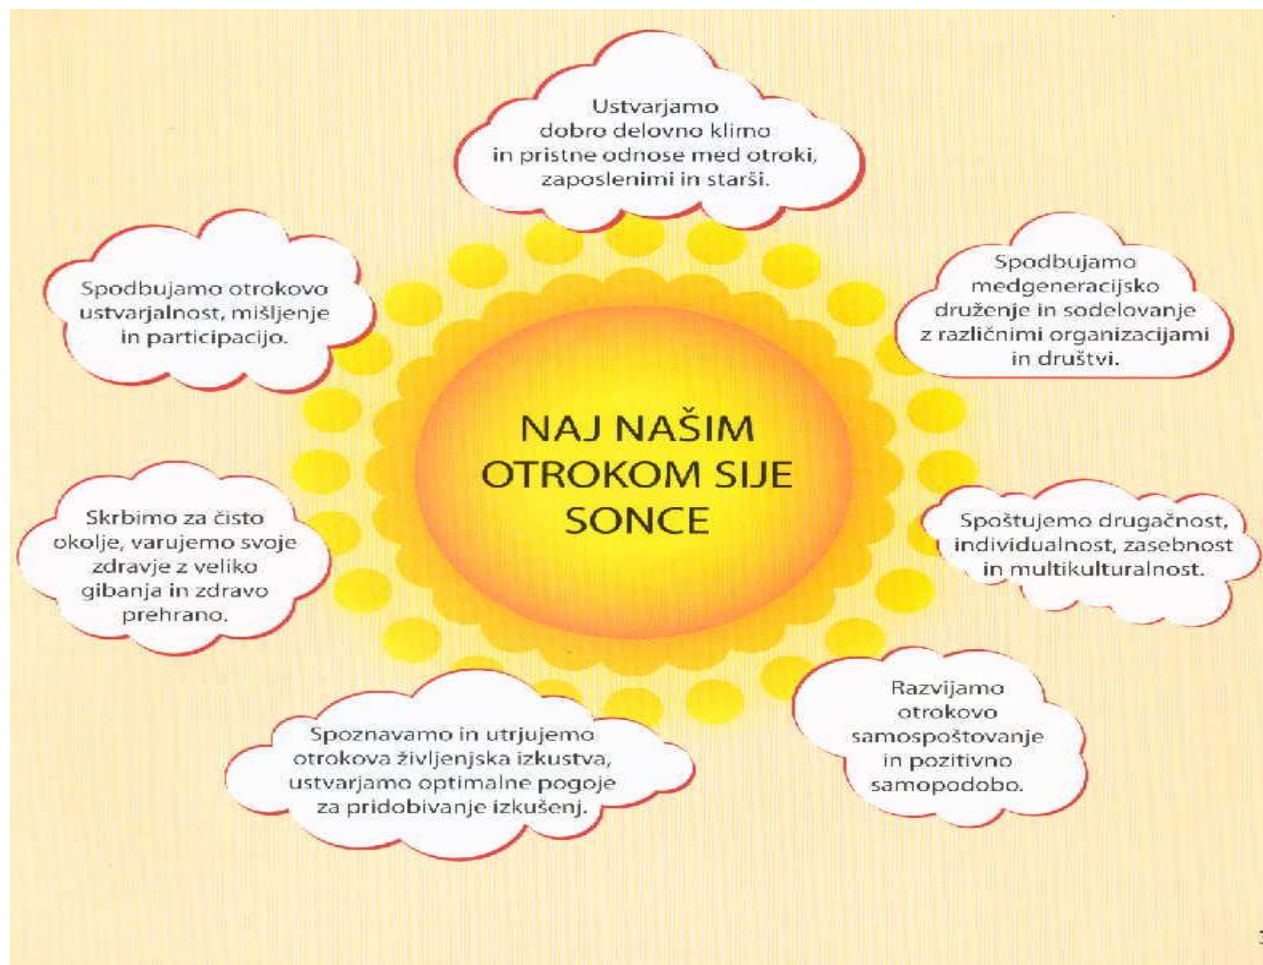 Ustvarjamo
dobro delovno klimo
in pristne odnose med otroki,
zaposlenimi in starši.
Spodbujamo otrokovo
ustvarjalnost, mišljenje
in participacijo.
Spodbujamo
medgeneracijsko
druženje in sodelovanje
z različnimi organizacijami
in društvi.
NAJ NAŠIM
OTROKOM SIJE
SONCE
Skrbimo za čisto
okolje, varujemo svoje
zdravje z veliko
gibanja in zdravo
prehrano.
Spoštujemo drugačnost,
individualnost, zasebnost
in multikulturalnost.
Spoznavamo in utrjujemo
otrokova življenjska izkustva,
ustvarjamo optimalne pogoje
za pridobivanje izkušenj.
Razvijamo
otrokovo
samospoštovanje
in pozitivno
samopodobo.